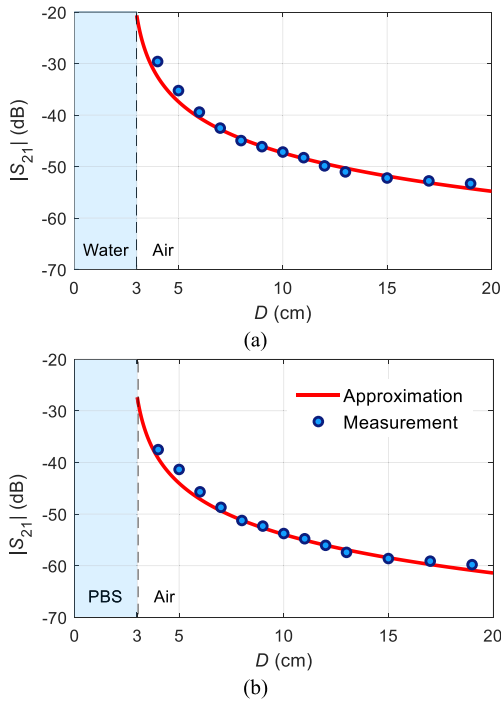 -20
-30
-40
-50
-60
-70
|S21| (dB)
Water
Air
0 3 5 10 15 20
D (cm)
(a)
-20
-30
-40
-50
-60
-70
|S21| (dB)
Approximation
Measurement
PBS
Air
0 3 5 10 15 20
D (cm)
(b)